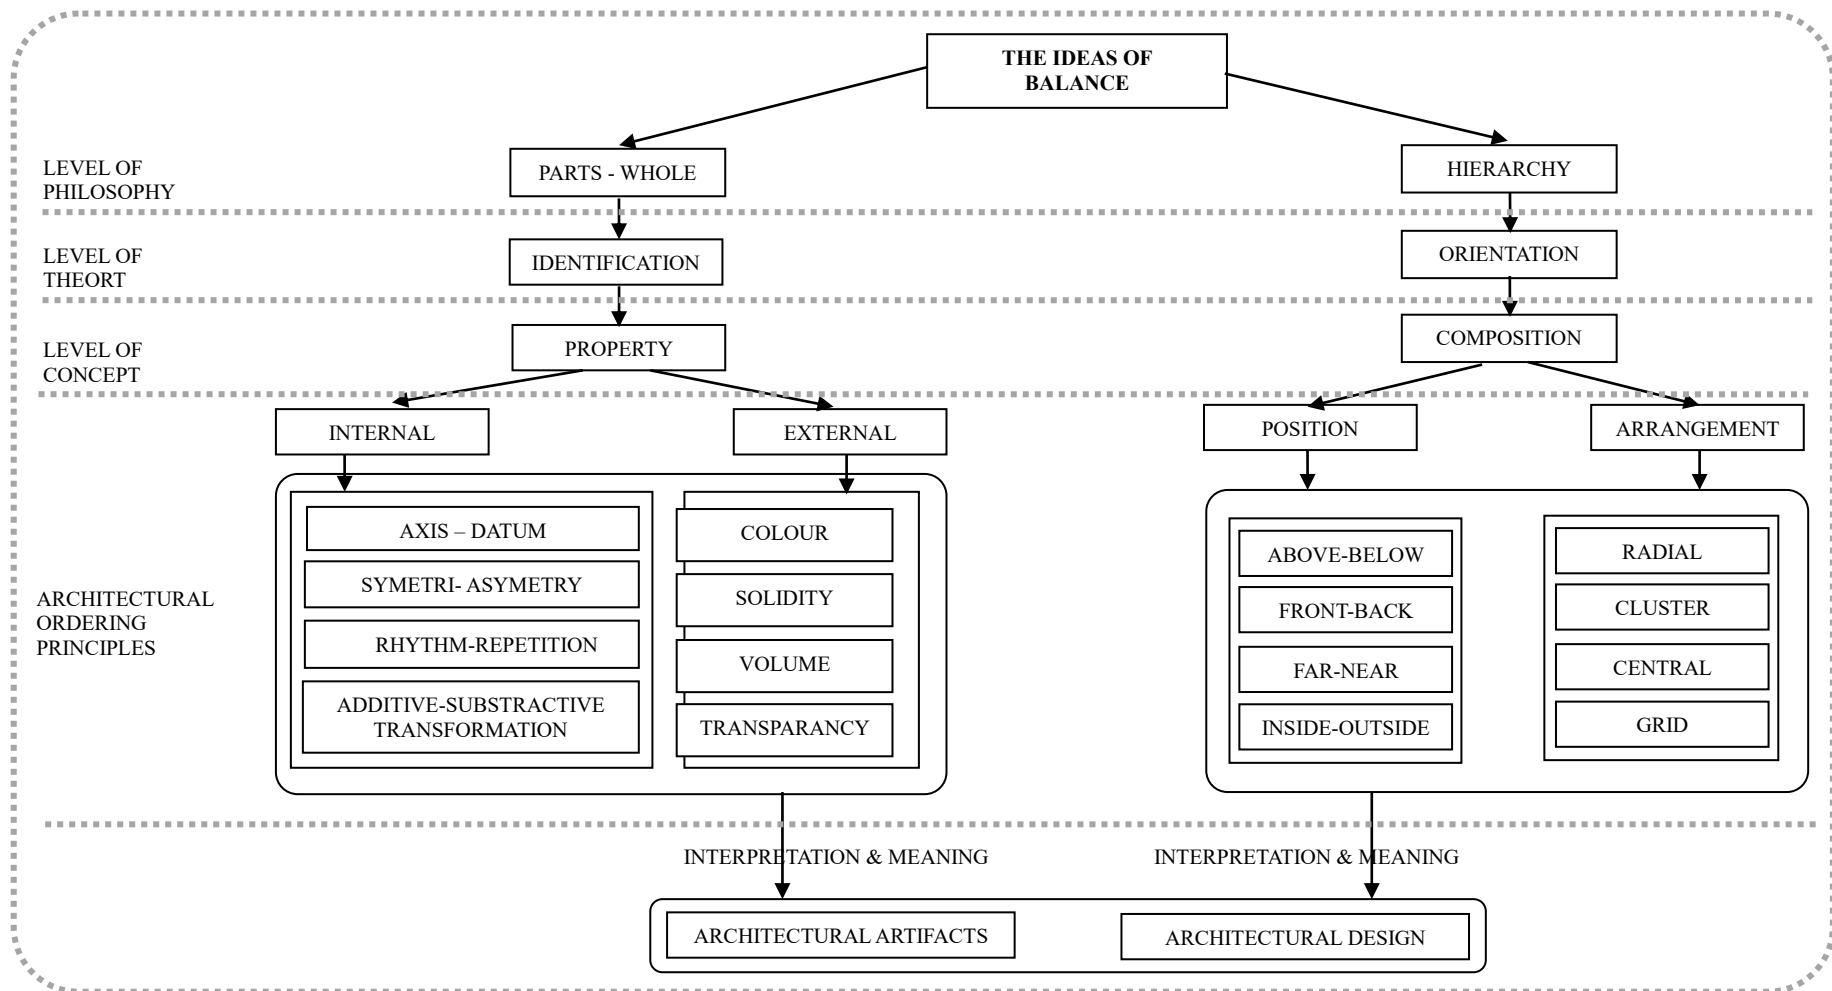 THE IDEAS OF
BALANCE
LEVEL OF
PHILOSOPHY
PARTS - WHOLE
HIERARCHY
LEVEL OF
THEORT
IDENTIFICATION
ORIENTATION
LEVEL OF
CONCEPT
PROPERTY
COMPOSITION
INTERNAL
EXTERNAL
POSITION
ARRANGEMENT
ARCHITECTURAL
ORDERING
PRINCIPLES
AXIS – DATUM
SYMETRI- ASYMETRY
RHYTHM-REPETITION
ADDITIVE-SUBSTRACTIVE
TRANSFORMATION
COLOUR
SOLIDITY
VOLUME
TRANSPARANCY
ABOVE-BELOW
FRONT-BACK
FAR-NEAR
INSIDE-OUTSIDE
RADIAL
CLUSTER
CENTRAL
GRID
INTERPRETATION & MEANING
INTERPRETATION & MEANING
ARCHITECTURAL ARTIFACTS
ARCHITECTURAL DESIGN